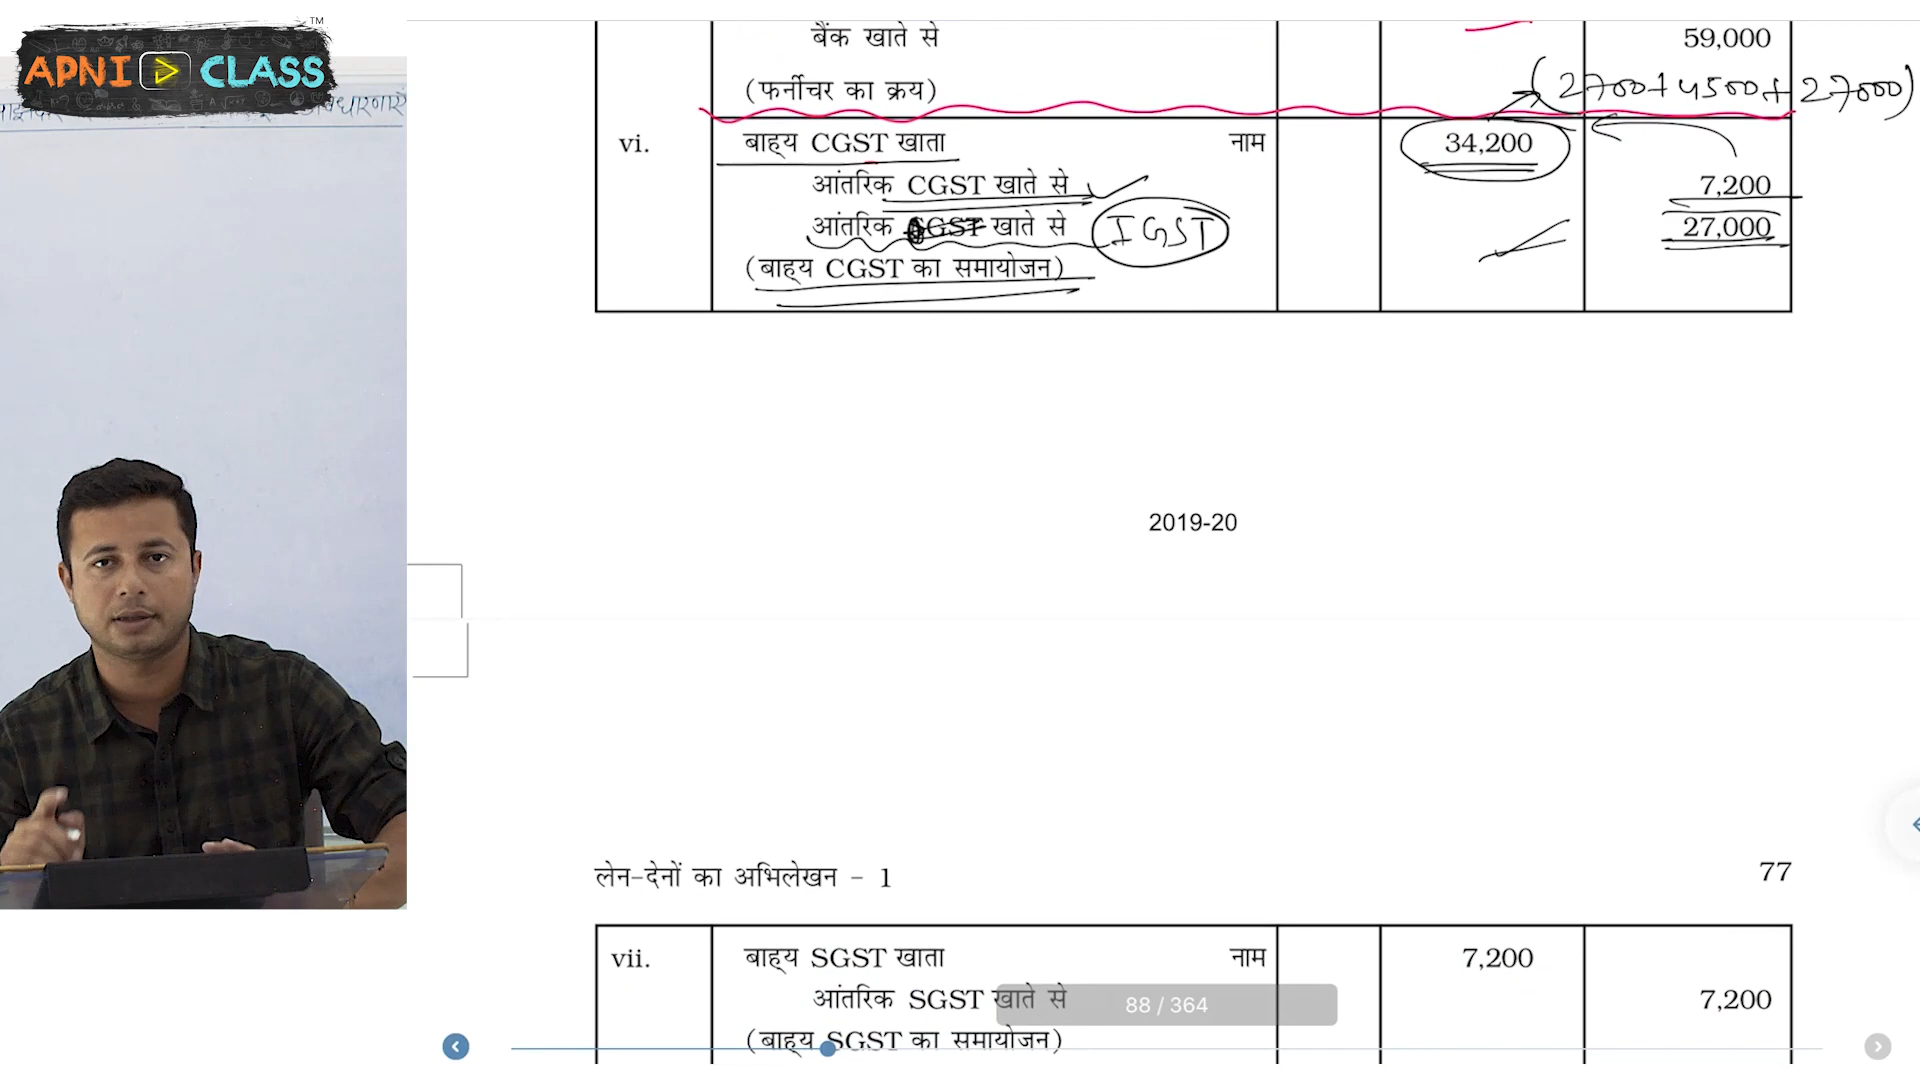 APNI CLASS TM
बैंक खाते से 59,000
(फर्नीचर का क्रय)
(2700+4500+27000)
vi. बाह्य CGST खाता नाम 34,200
आंतरिक CGST खाते से 7,200
आंतरिक CGST खाते से IGST 27,000
(बाह्य CGST का समायोजन)
2019-20
लेन-देनों का अभिलेखन - 1 77
vii. बाह्य SGST खाता नाम 7,200
आंतरिक SGST खाते से 7,200
88 / 364
(बाह्य SGST का समायोजन)